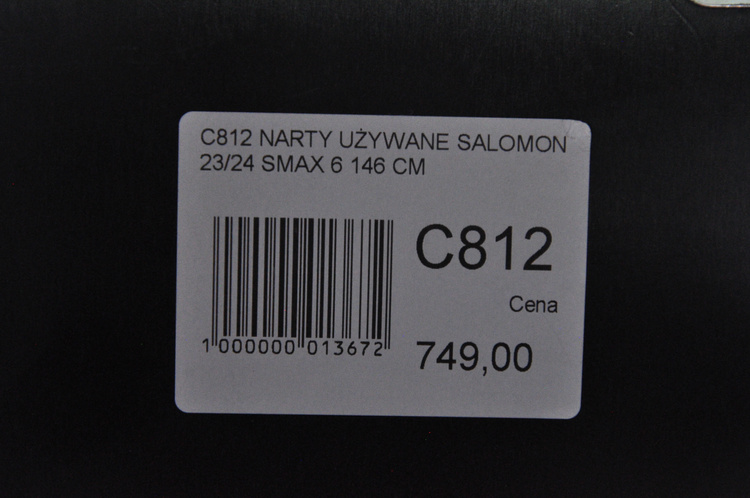 C812 NARTY UŻYWANE SALOMON
23/24 SMAX 6 146 CM
C812
Cena
749,00
1 000000 013672